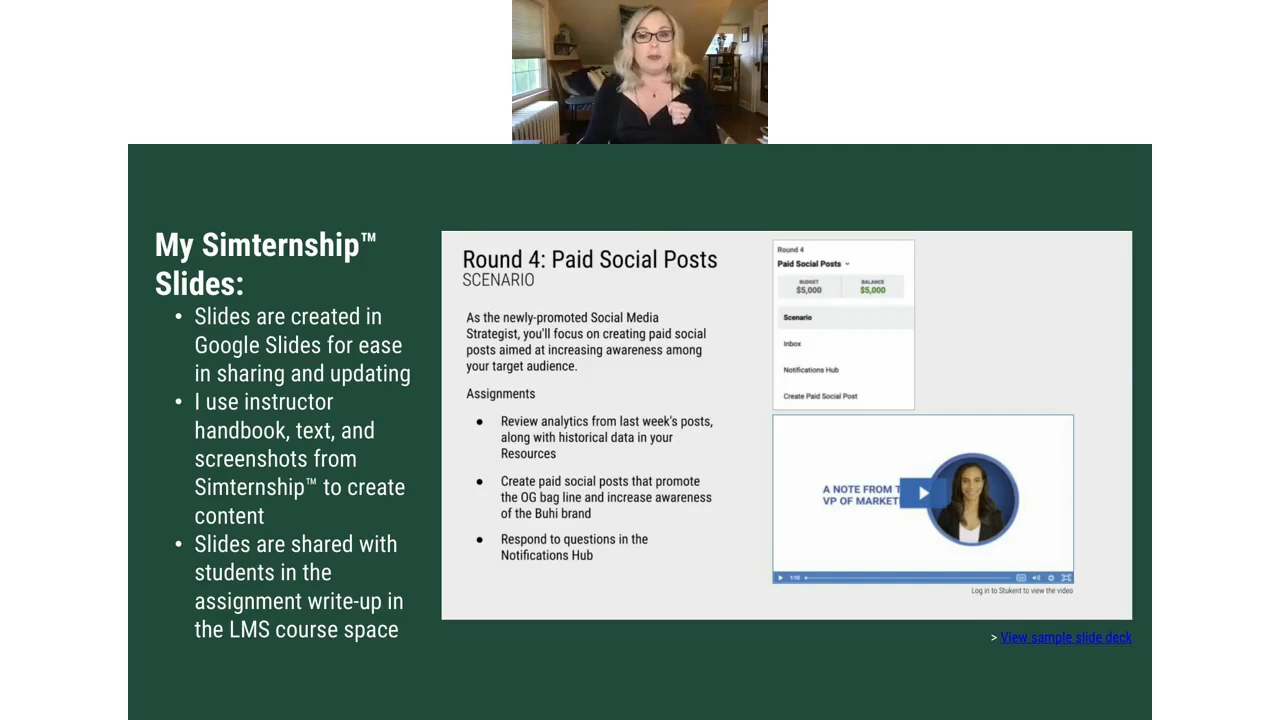 My Simternship™
Slides:
• Slides are created in
Google Slides for ease
in sharing and updating
• I use instructor
handbook, text, and
screenshots from
Simternship™ to create
content
• Slides are shared with
students in the
assignment write-up in
the LMS course space
Round 4: Paid Social Posts
SCENARIO
As the newly-promoted Social Media
Strategist, you'll focus on creating paid social
posts aimed at increasing awareness among
your target audience.
Assignments
● Review analytics from last week's posts,
along with historical data in your
Resources
● Create paid social posts that promote
the OG bag line and increase awareness
of the Buhi brand
● Respond to questions in the
Notifications Hub
Round 4
Paid Social Posts
BUDGET BALANCE
$5,000 $5,000
Scenario
Inbox
Notifications Hub
Create Paid Social Post
A NOTE FROM T
VP OF MARKET
1:10
Log in to Stukent to view the video
> View sample slide deck